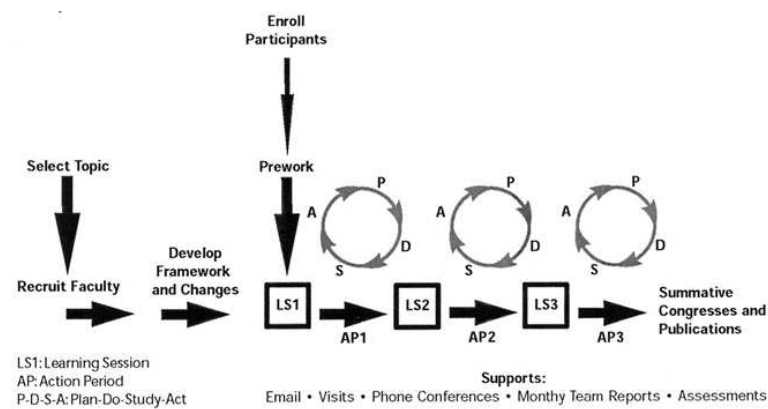 Enroll
Participants
Select Topic
Prework
P
A
D
S
P
A
D
S
P
A
D
S
Recruit Faculty
Develop
Framework
and Changes
LS1
AP1
LS2
AP2
LS3
AP3
Summative
Congresses and
Publications
LS1: Learning Session
AP: Action Period
P-D-S-A: Plan-Do-Study-Act
Supports:
Email • Visits • Phone Conferences • Monthy Team Reports • Assessments